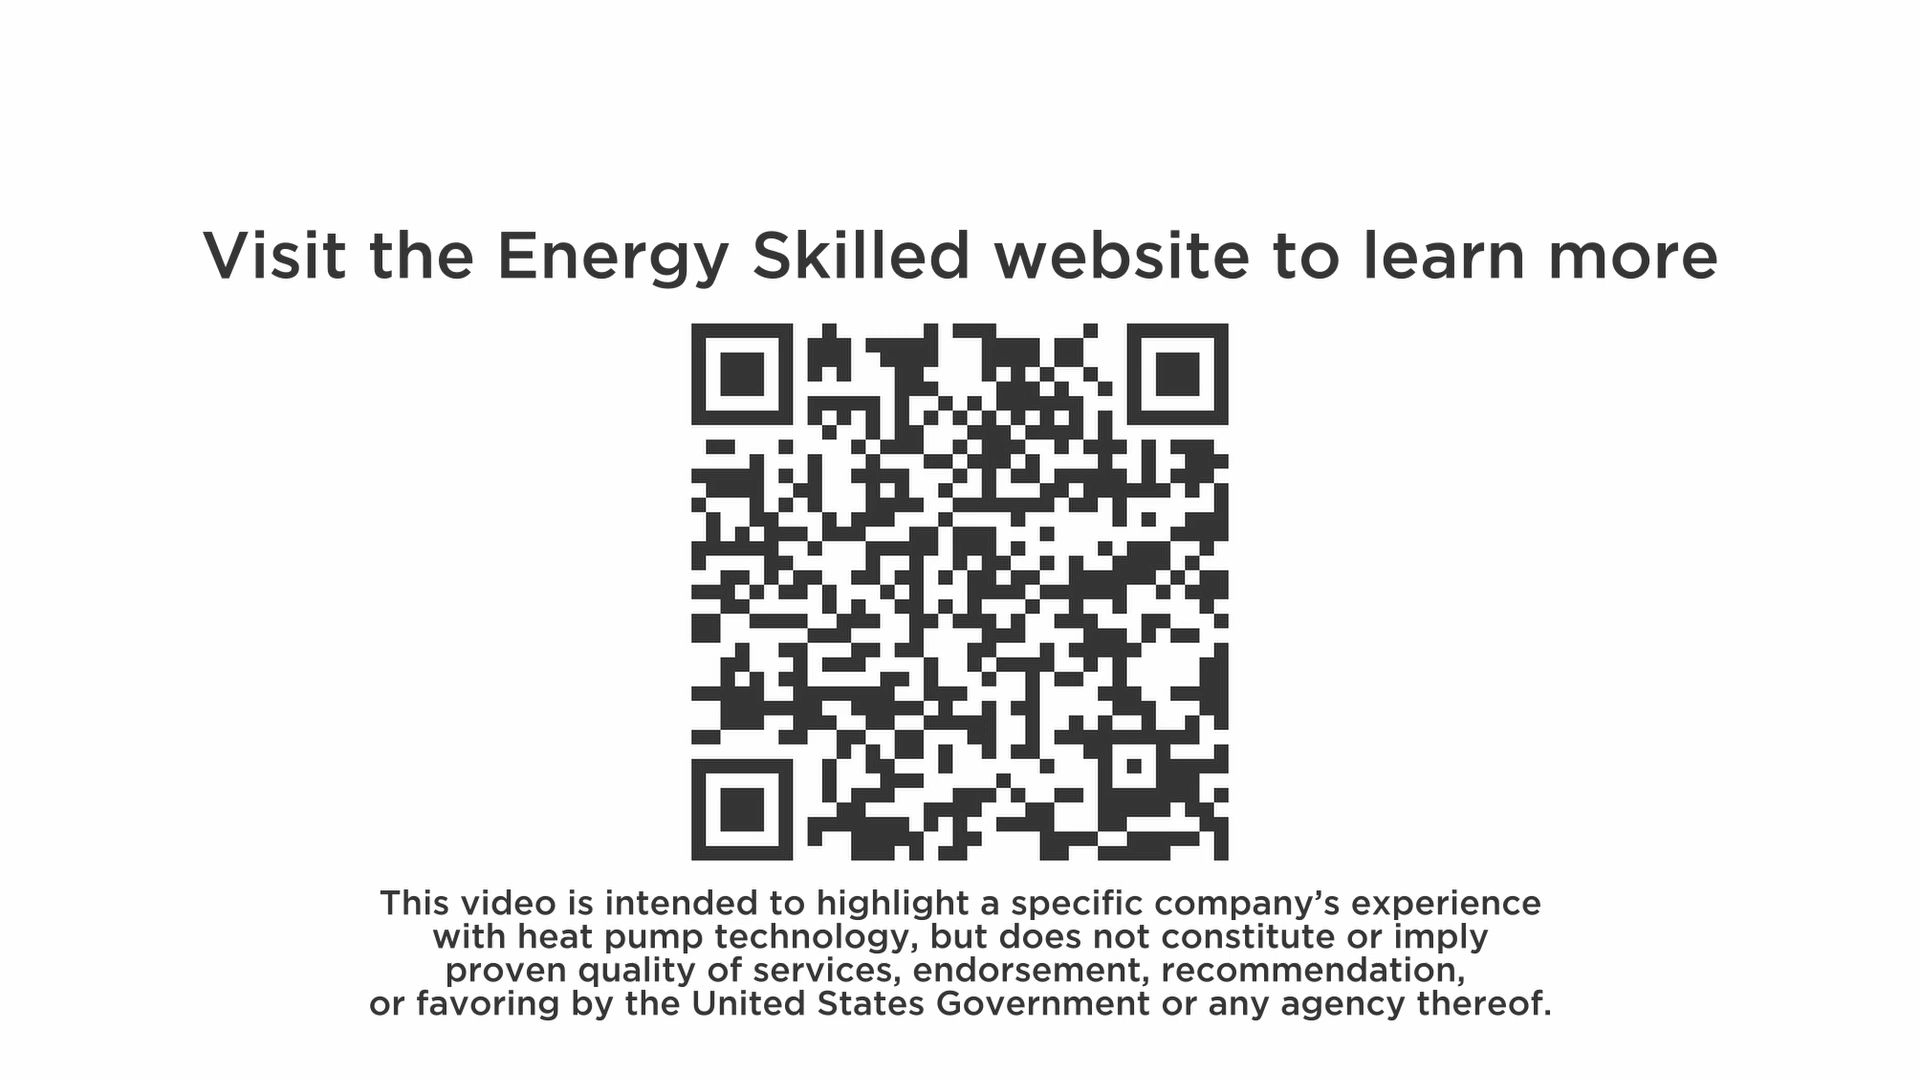 Visit the Energy Skilled website to learn more
This video is intended to highlight a specific company’s experience
with heat pump technology, but does not constitute or imply
proven quality of services, endorsement, recommendation,
or favoring by the United States Government or any agency thereof.